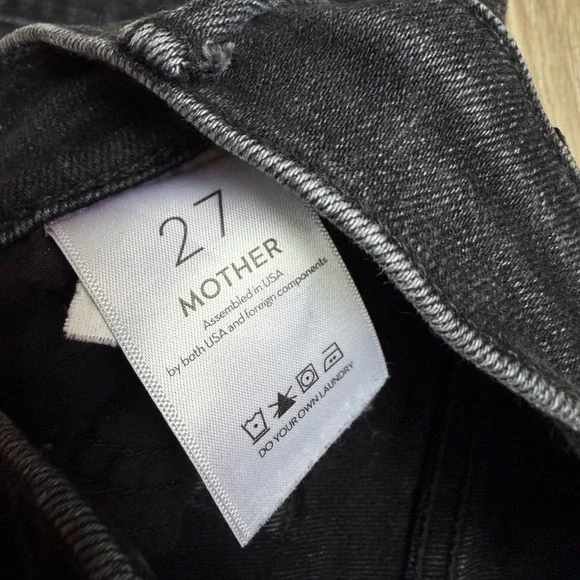 27
MOTHER
Assembled in USA
by both USA and foreign components
DO YOUR OWN LAUNDRY